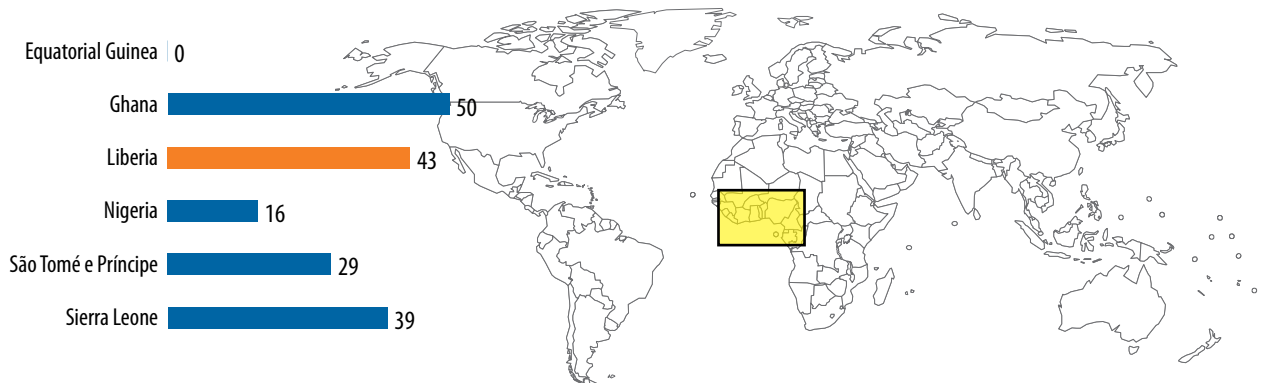 Equatorial Guinea 0
Ghana 50
Liberia 43
Nigeria 16
São Tomé e Príncipe 29
Sierra Leone 39